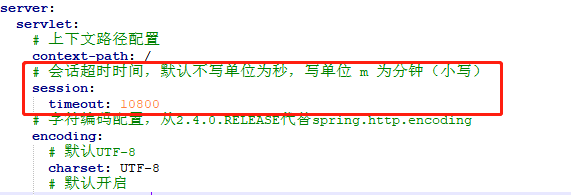 server:
  servlet:
    # 上下文路径配置
    context-path: /
    # 会话超时时间，默认不写单位为秒，写单位 m 为分钟（小写）
    session:
      timeout: 10800
    # 字符编码配置，从2.4.0.RELEASE代替spring.http.encoding
    encoding:
      # 默认UTF-8
      charset: UTF-8
      # 默认开启